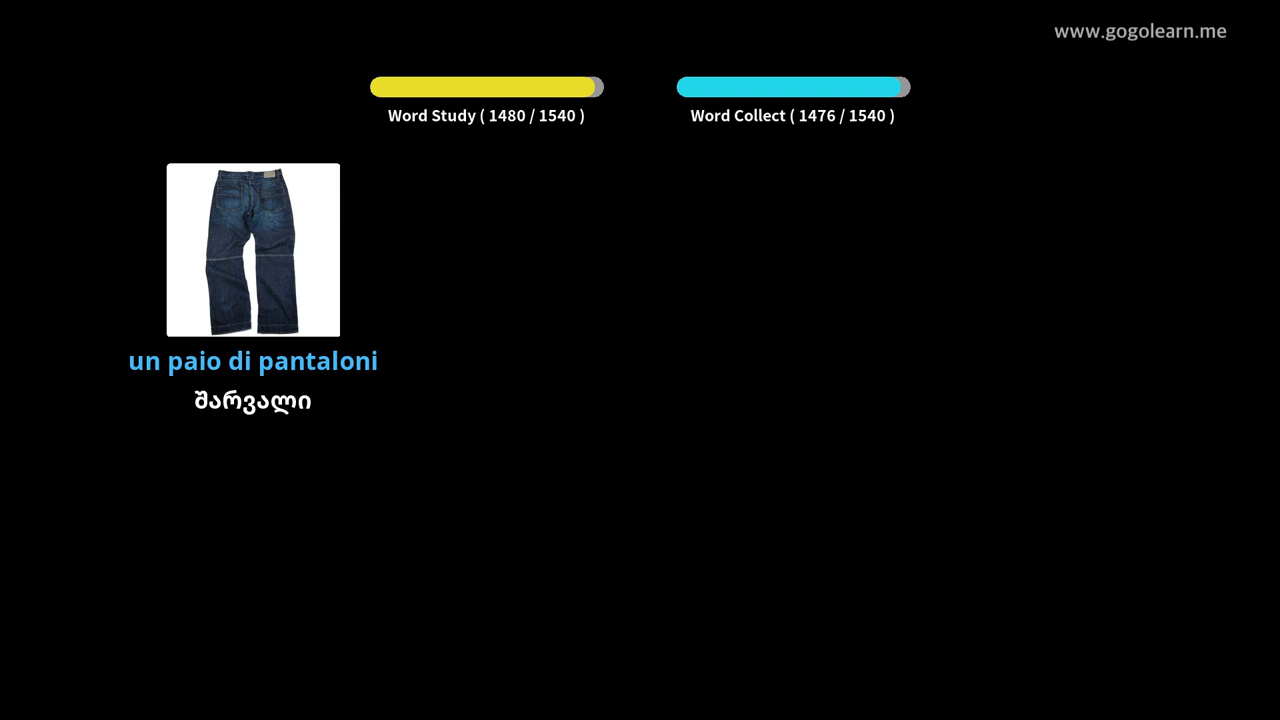 www.gogolearn.me
Word Study ( 1480 / 1540 )
Word Collect ( 1476 / 1540 )
un paio di pantaloni
შარვალი